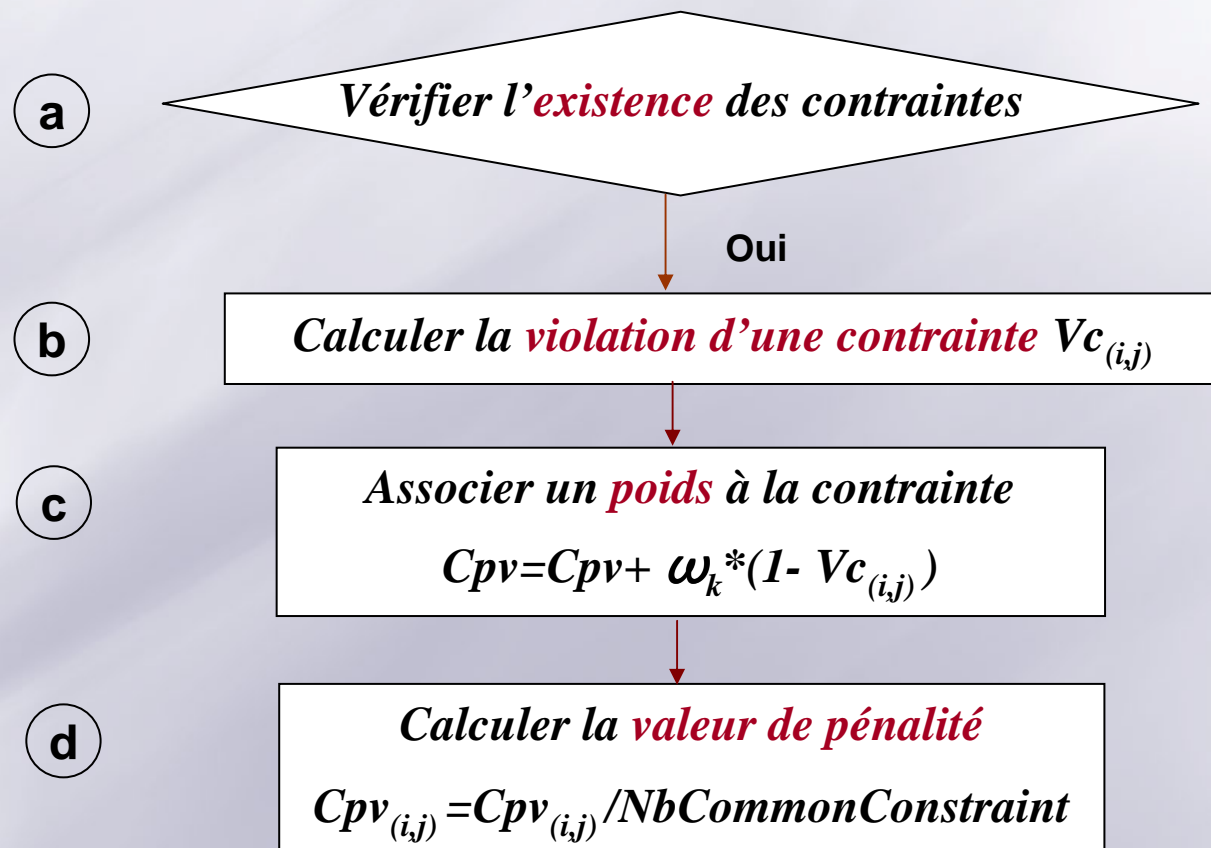 a
Vérifier l’existence des contraintes
Oui
b
Calculer la violation d’une contrainte Vc(i,j)
c
Associer un poids à la contrainte
Cpv=Cpv+ ωk*(1- Vc(i,j))
d
Calculer la valeur de pénalité
Cpv(i,j)=Cpv(i,j)/NbCommonConstraint